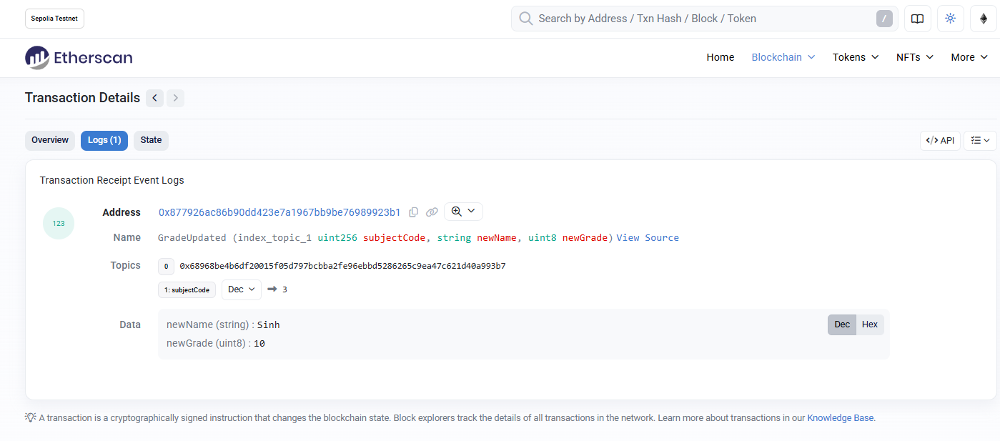 Sepolia Testnet
Search by Address / Txn Hash / Block / Token /
Etherscan
Home Blockchain Tokens NFTs More
Transaction Details
Overview Logs (1) State
</> API
Transaction Receipt Event Logs
123
Address 0x877926ac86b90dd423e7a1967bb9be76989923b1
Name GradeUpdated (index_topic_1 uint256 subjectCode, string newName, uint8 newGrade) View Source
Topics 0 0x68968be4b6df20015f05d797bcbba2fe96ebbd5286265c9ea47c621d40a993b7
1: subjectCode Dec 3
Data newName (string) : Sinh Dec Hex
newGrade (uint8) : 10
A transaction is a cryptographically signed instruction that changes the blockchain state. Block explorers track the details of all transactions in the network. Learn more about transactions in our Knowledge Base.